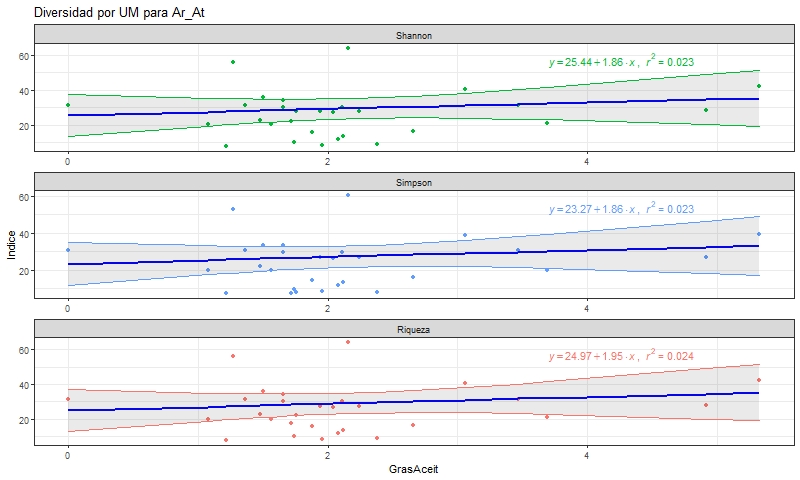 Diversidad por UM para Ar_At
Shannon
y = 25.44 + 1.86 · x , r² = 0.023
60
40
20
0 2 4
Simpson
y = 23.27 + 1.86 · x , r² = 0.023
60
40
20
0 2 4
Indice
Riqueza
y = 24.97 + 1.95 · x , r² = 0.024
60
40
20
0 2 4
GrasAceit